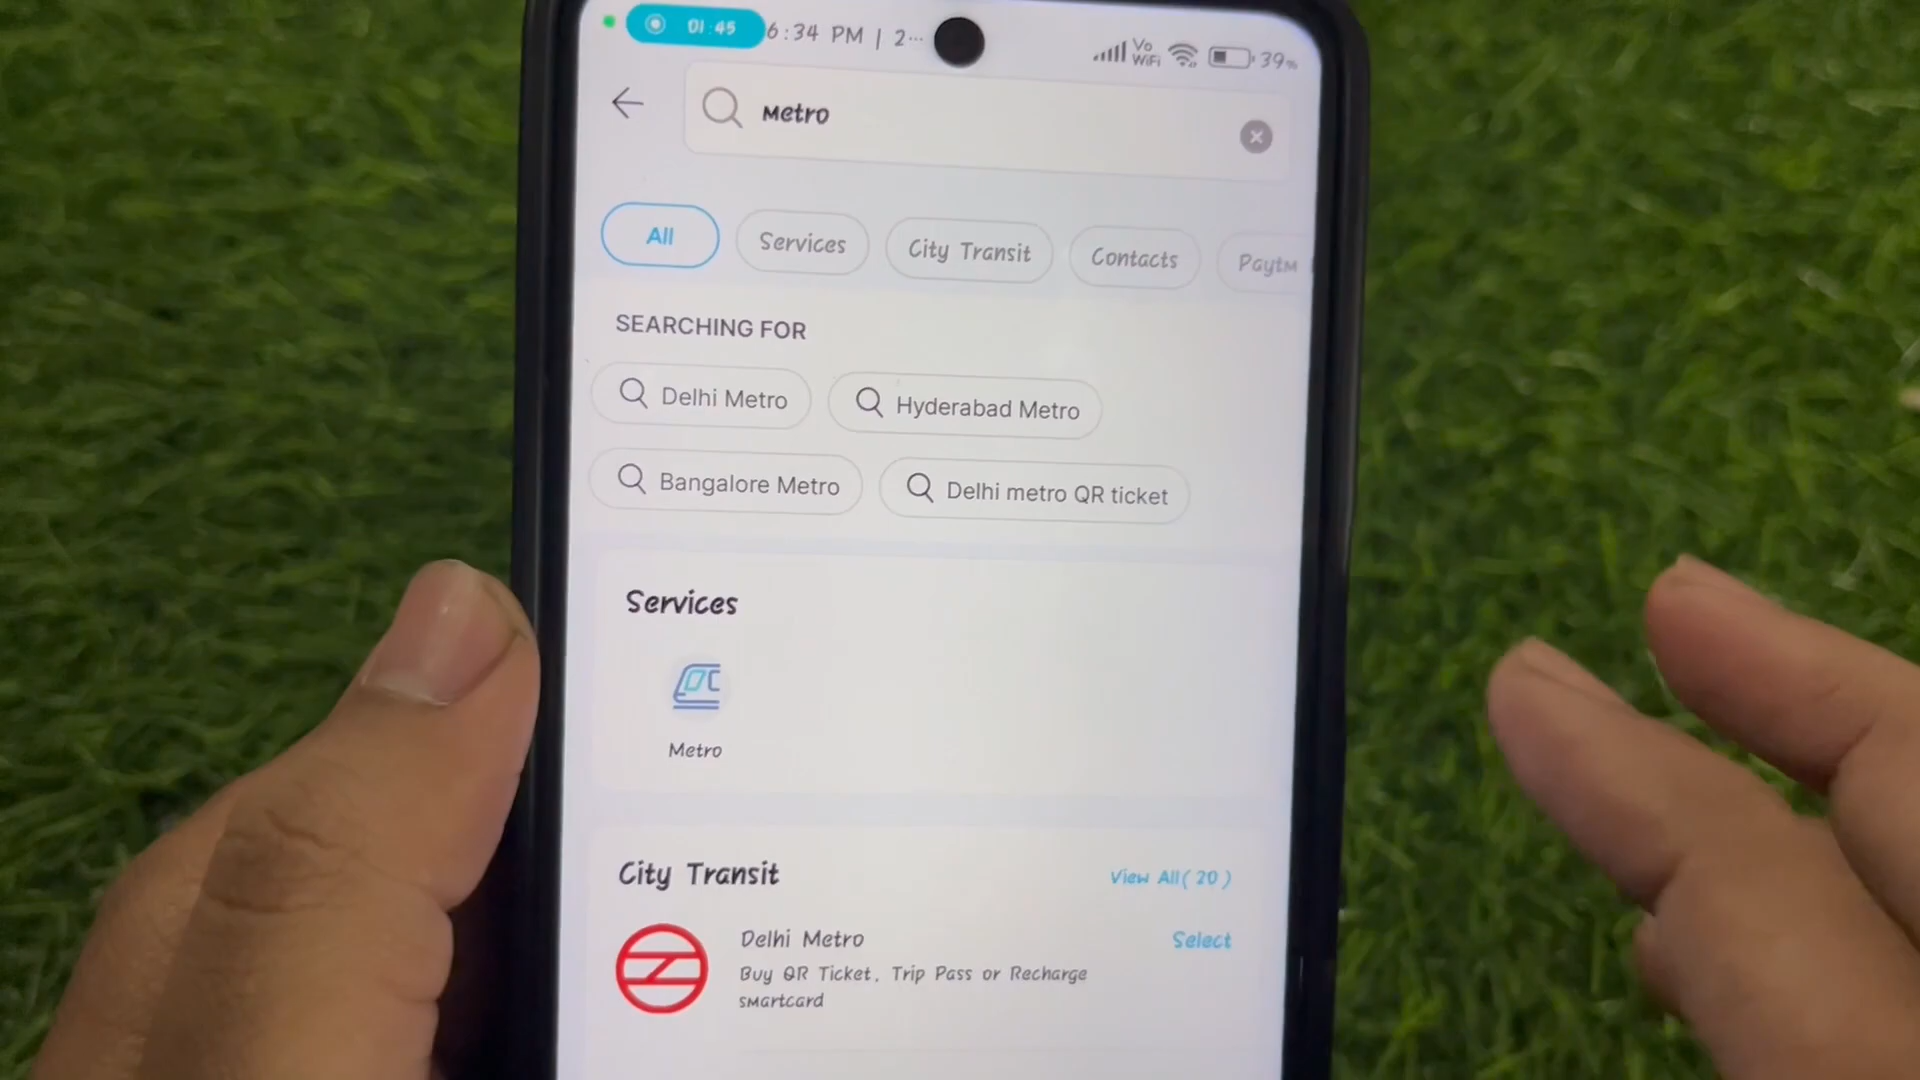 01:45 6:34 PM | 2... Vo WiFi 39%
Metro
All Services City Transit Contacts Paytm
SEARCHING FOR
Delhi Metro Hyderabad Metro
Bangalore Metro Delhi metro QR ticket
Services
Metro
City Transit View All(20)
Delhi Metro Select
Buy QR Ticket, Trip Pass or Recharge
smartcard